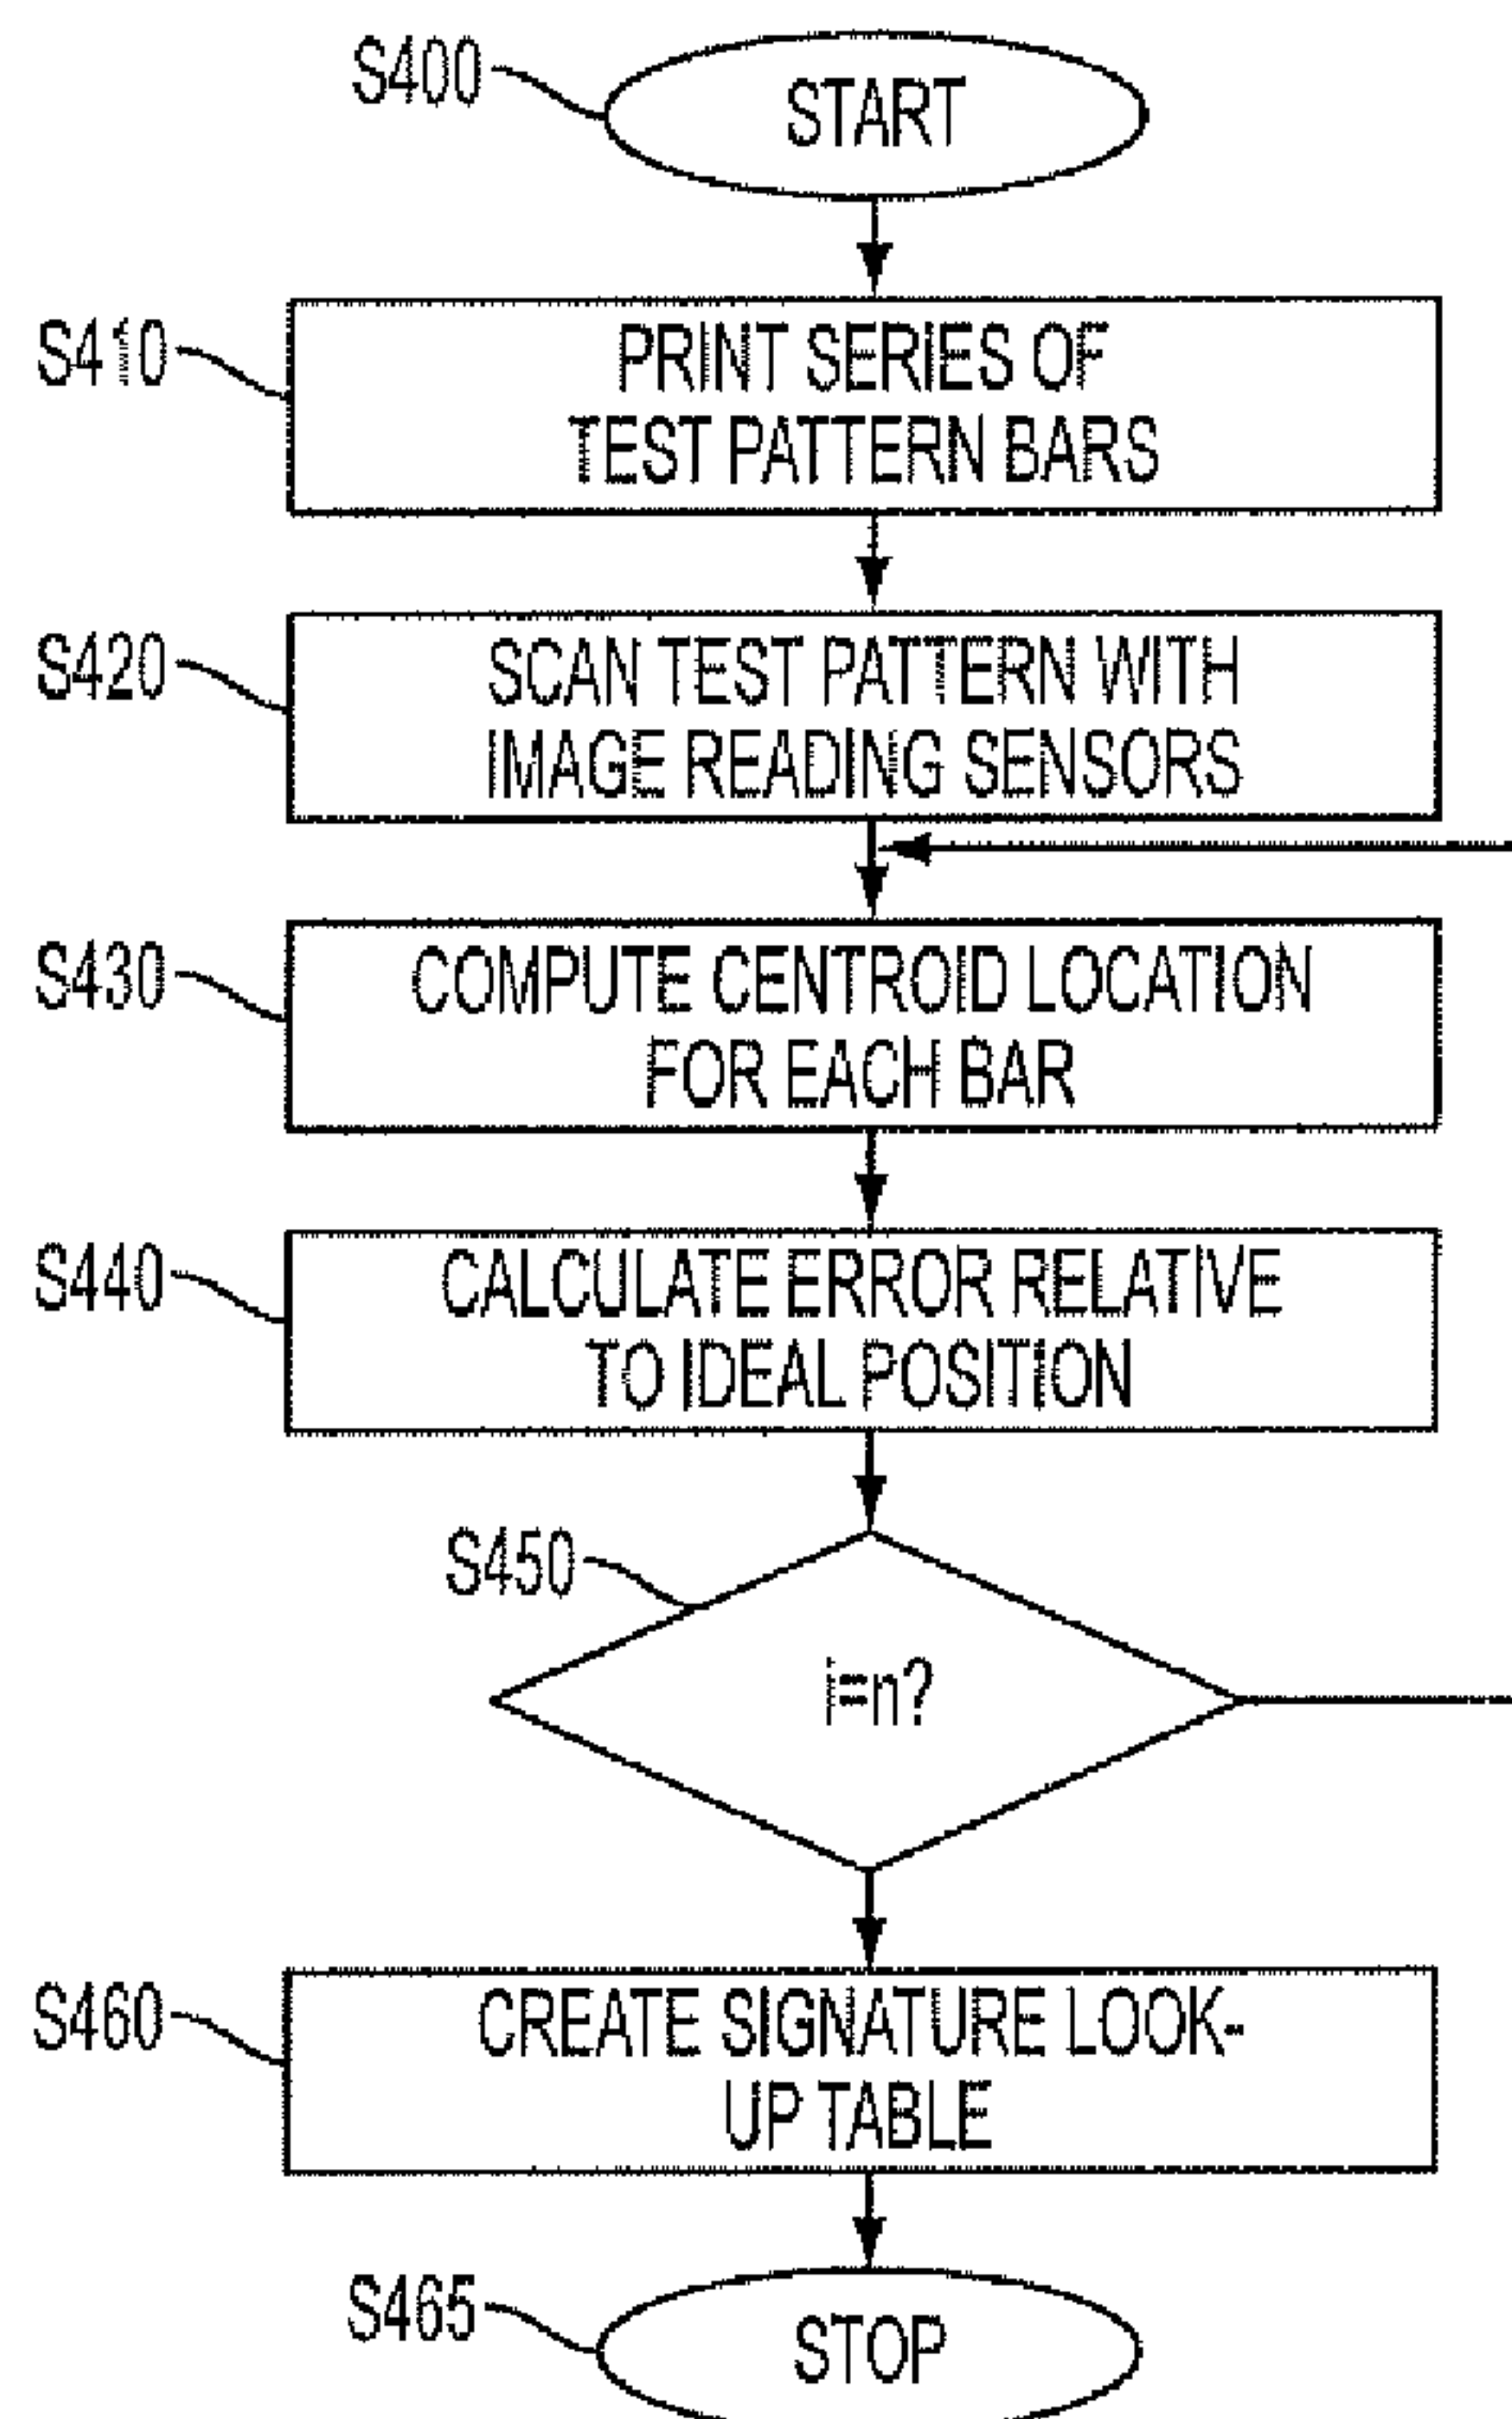 S400
START
S410
PRINT SERIES OF
TEST PATTERN BARS
S420
SCAN TEST PATTERN WITH
IMAGE READING SENSORS
S430
COMPUTE CENTROID LOCATION
FOR EACH BAR
S440
CALCULATE ERROR RELATIVE
TO IDEAL POSITION
S450
i=n?
S460
CREATE SIGNATURE LOOK-
UP TABLE
S465
STOP